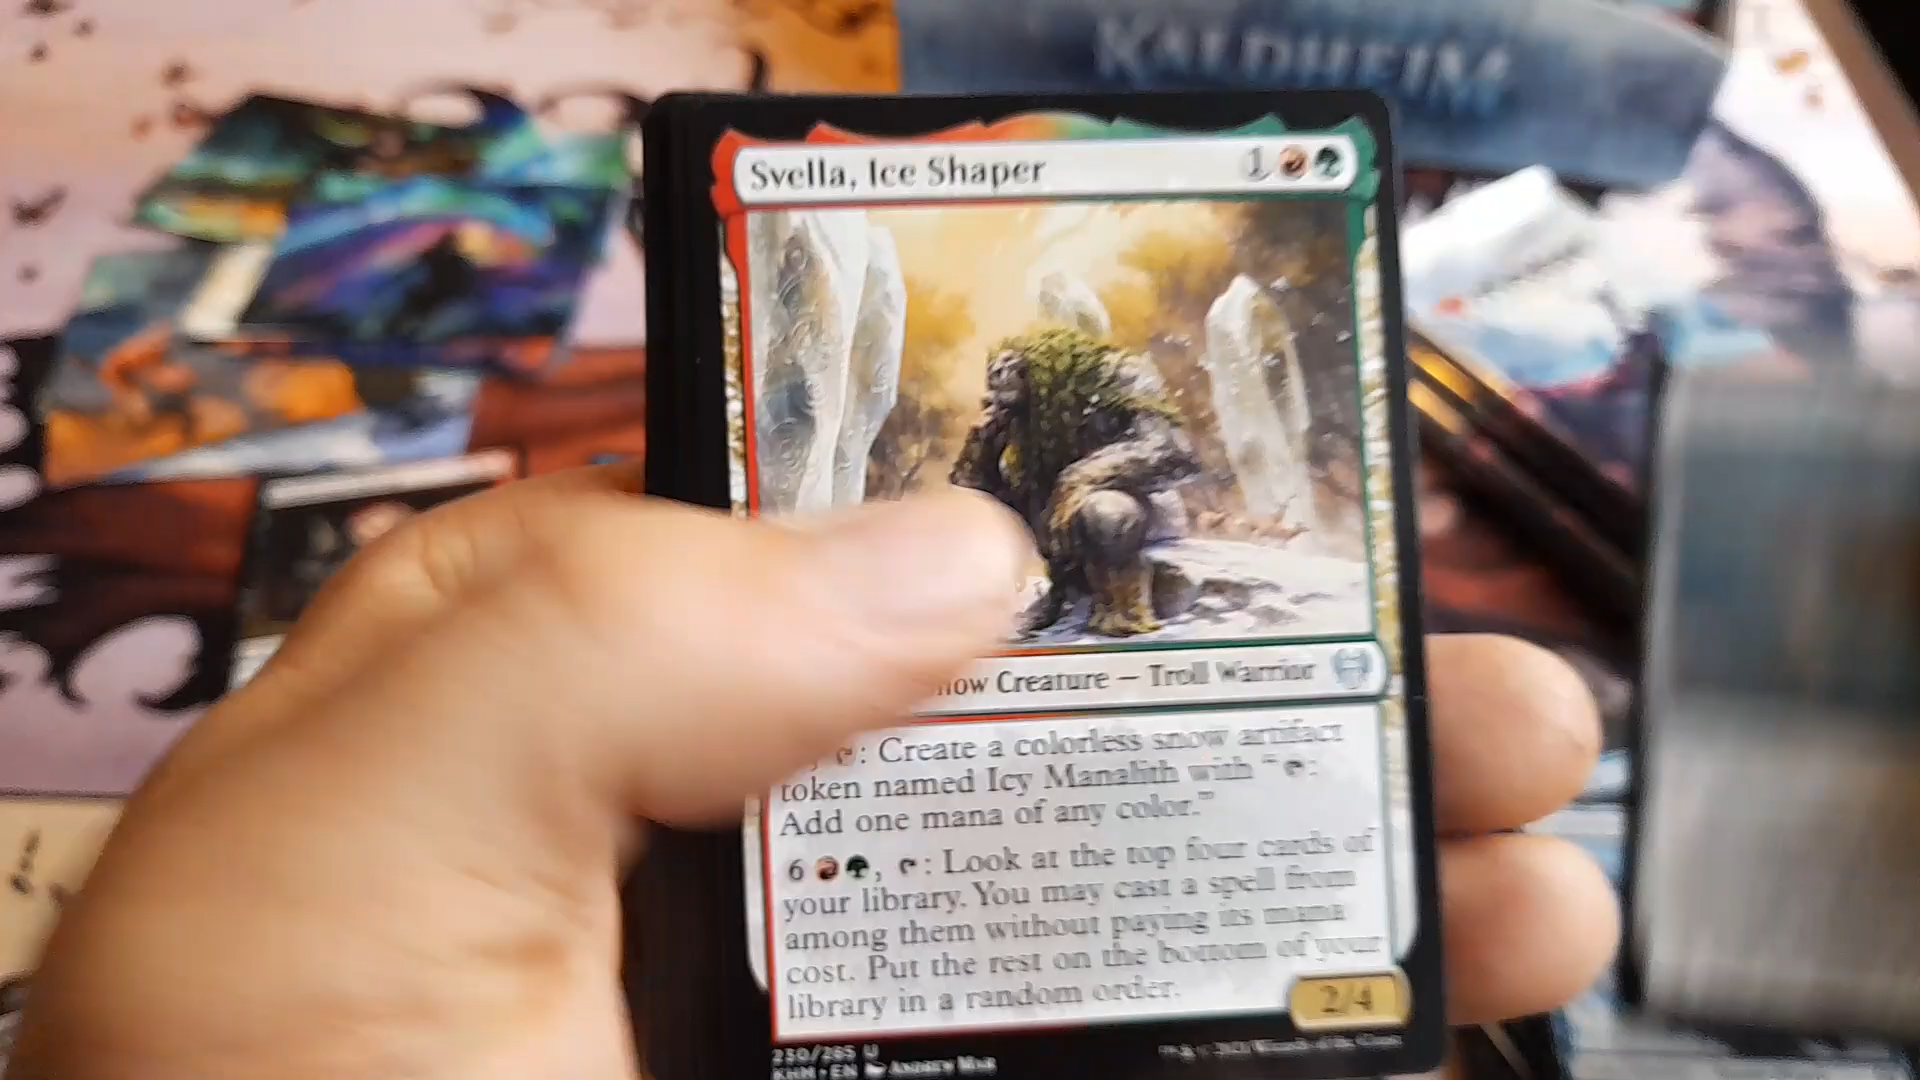 KALDHEIM
Svella, Ice Shaper
1
now Creature — Troll Warrior
: Create a colorless snow artifact
token named Icy Manalith with “ :
Add one mana of any color.”
6 , : Look at the top four cards of
your library. You may cast a spell from
among them without paying its mana
cost. Put the rest on the bottom of your
library in a random order.
2/4
230/285 U
KHM • EN Andrew Mar